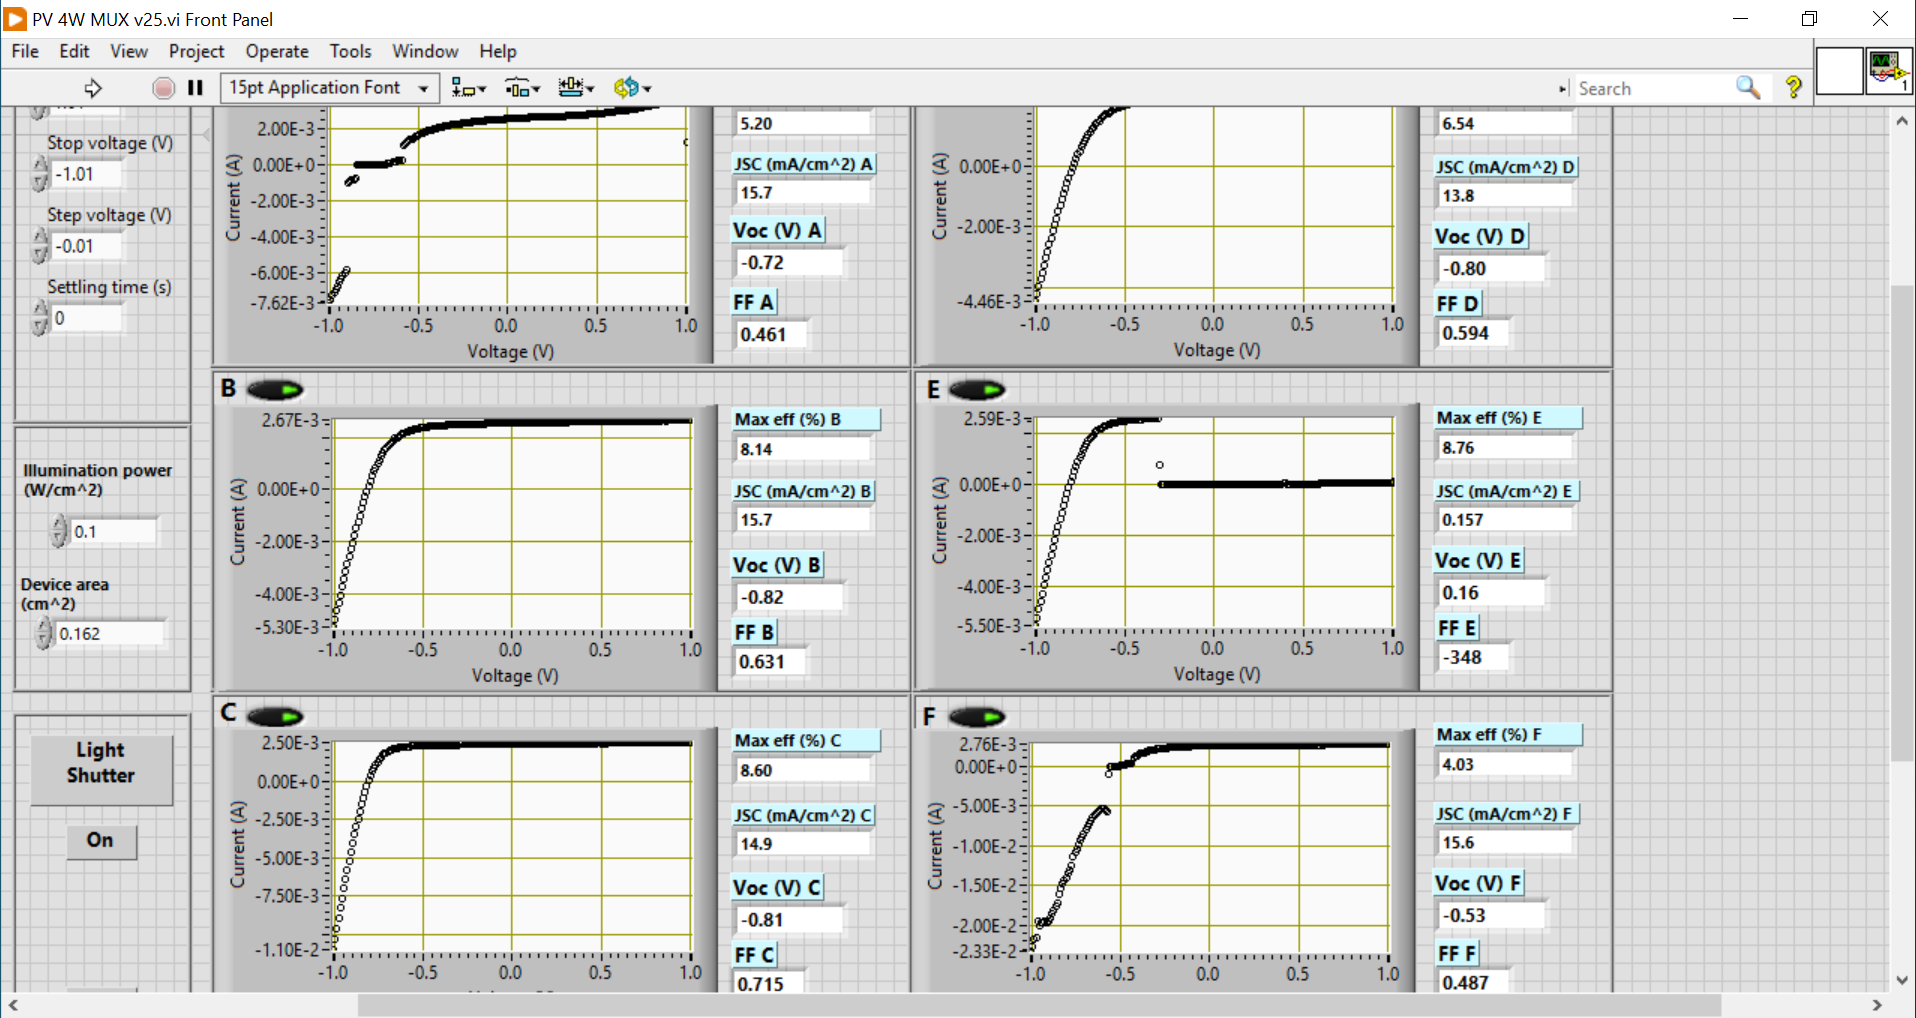 PV 4W MUX v25.vi Front Panel
File Edit View Project Operate Tools Window Help
15pt Application Font
Search
1
Stop voltage (V)
-1.01
Step voltage (V)
-0.01
Settling time (s)
0
Illumination power
(W/cm^2)
0.1
Device area
(cm^2)
0.162
Light
Shutter
On
Current (A)
2.00E-3
0.00E+0
-2.00E-3
-4.00E-3
-6.00E-3
-7.62E-3
-1.0 -0.5 0.0 0.5 1.0
Voltage (V)
5.20
JSC (mA/cm^2) A
15.7
Voc (V) A
-0.72
FF A
0.461
Current (A)
0.00E+0
-2.00E-3
-4.46E-3
-1.0 -0.5 0.0 0.5 1.0
Voltage (V)
6.54
JSC (mA/cm^2) D
13.8
Voc (V) D
-0.80
FF D
0.594
B
Current (A)
2.67E-3
0.00E+0
-2.00E-3
-4.00E-3
-5.30E-3
-1.0 -0.5 0.0 0.5 1.0
Voltage (V)
Max eff (%) B
8.14
JSC (mA/cm^2) B
15.7
Voc (V) B
-0.82
FF B
0.631
E
Current (A)
2.59E-3
0.00E+0
-2.00E-3
-4.00E-3
-5.50E-3
-1.0 -0.5 0.0 0.5 1.0
Voltage (V)
Max eff (%) E
8.76
JSC (mA/cm^2) E
0.157
Voc (V) E
0.16
FF E
-348
C
Current (A)
2.50E-3
0.00E+0
-2.50E-3
-5.00E-3
-7.50E-3
-1.10E-2
-1.0 -0.5 0.0 0.5 1.0
Max eff (%) C
8.60
JSC (mA/cm^2) C
14.9
Voc (V) C
-0.81
FF C
0.715
F
Current (A)
2.76E-3
0.00E+0
-5.00E-3
-1.00E-2
-1.50E-2
-2.00E-2
-2.33E-2
-1.0 -0.5 0.0 0.5 1.0
Max eff (%) F
4.03
JSC (mA/cm^2) F
15.6
Voc (V) F
-0.53
FF F
0.487